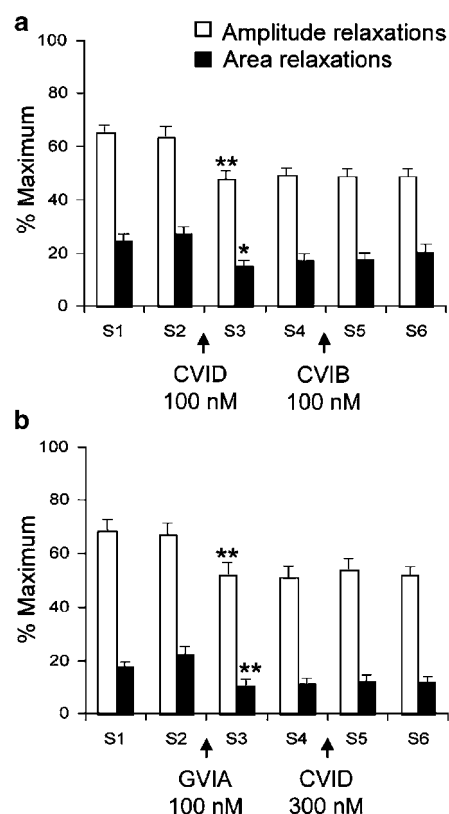 a
Amplitude relaxations
Area relaxations
% Maximum
100
80
60
40
20
0
**
*
S1 S2 S3 S4 S5 S6
CVID CVIB
100 nM 100 nM
b
% Maximum
100
80
60
40
20
0
**
**
S1 S2 S3 S4 S5 S6
GVIA CVID
100 nM 300 nM